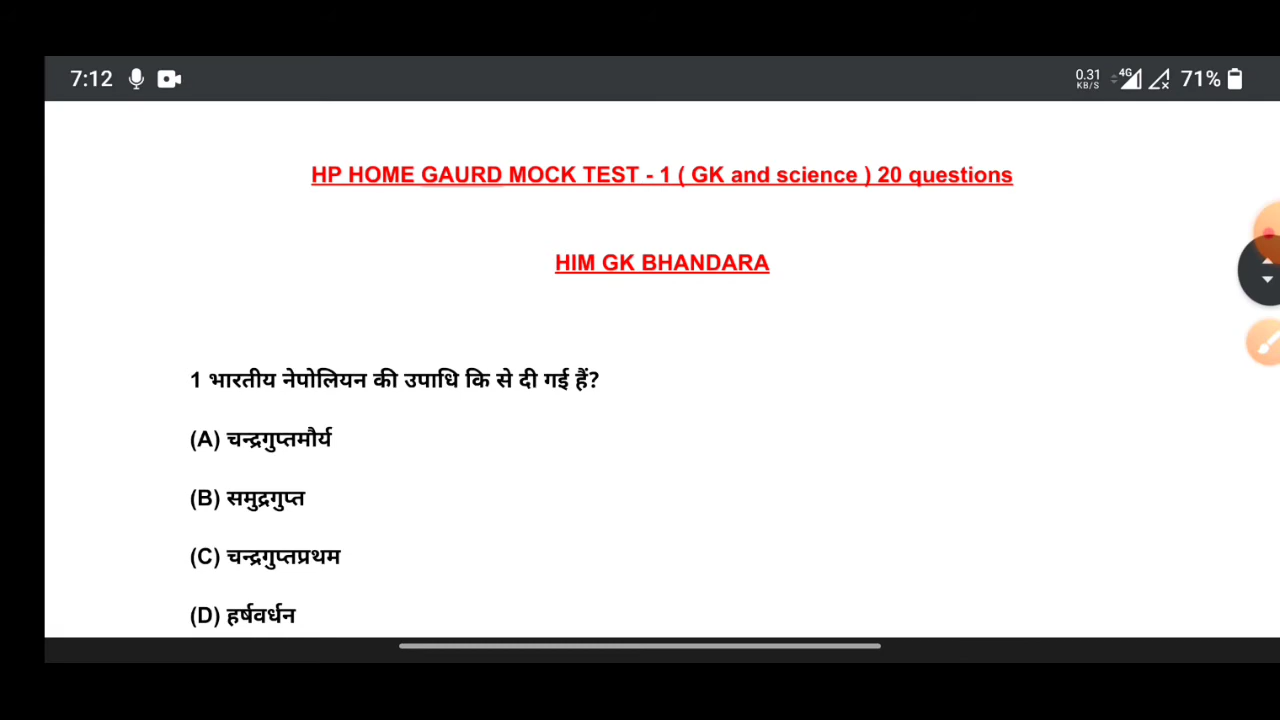 7:12
0.31
KB/S
4G
71%
HP HOME GAURD MOCK TEST - 1 ( GK and science ) 20 questions
HIM GK BHANDARA
1 भारतीय नेपोलियन की उपाधि कि से दी गई हैं?
(A) चन्द्रगुप्तमौर्य
(B) समुद्रगुप्त
(C) चन्द्रगुप्तप्रथम
(D) हर्षवर्धन